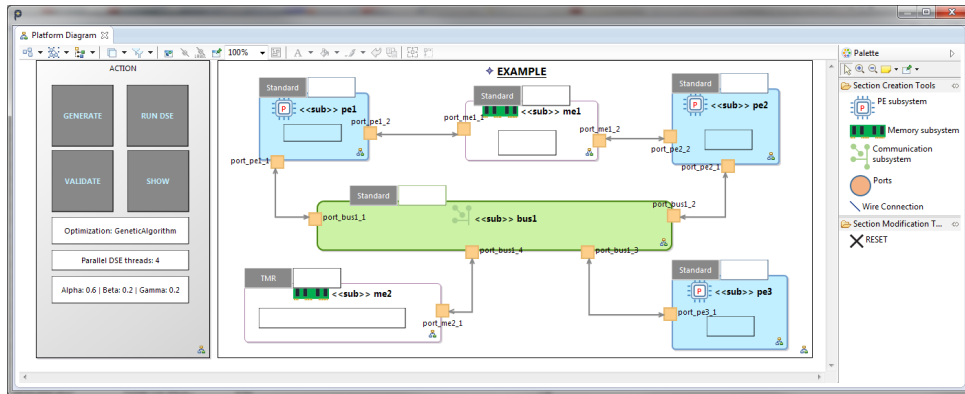 Platform Diagram
100%
ACTION
GENERATE
RUN DSE
VALIDATE
SHOW
Optimization: GeneticAlgorithm
Parallel DSE threads: 4
Alpha: 0.6 | Beta: 0.2 | Gamma: 0.2
EXAMPLE
Standard
P
<<sub>> pe1
port_pe1_2
port_pe1_1
Standard
<<sub>> me1
port_me1_1
port_me1_2
Standard
P
<<sub>> pe2
port_pe2_2
port_pe2_1
Standard
<<sub>> bus1
port_bus1_1
port_bus1_2
port_bus1_4
port_bus1_3
TMR
<<sub>> me2
port_me2_1
Standard
P
<<sub>> pe3
port_pe3_1
Palette
Section Creation Tools
P
PE subsystem
Memory subsystem
Communication
subsystem
Ports
Wire Connection
Section Modification T...
RESET